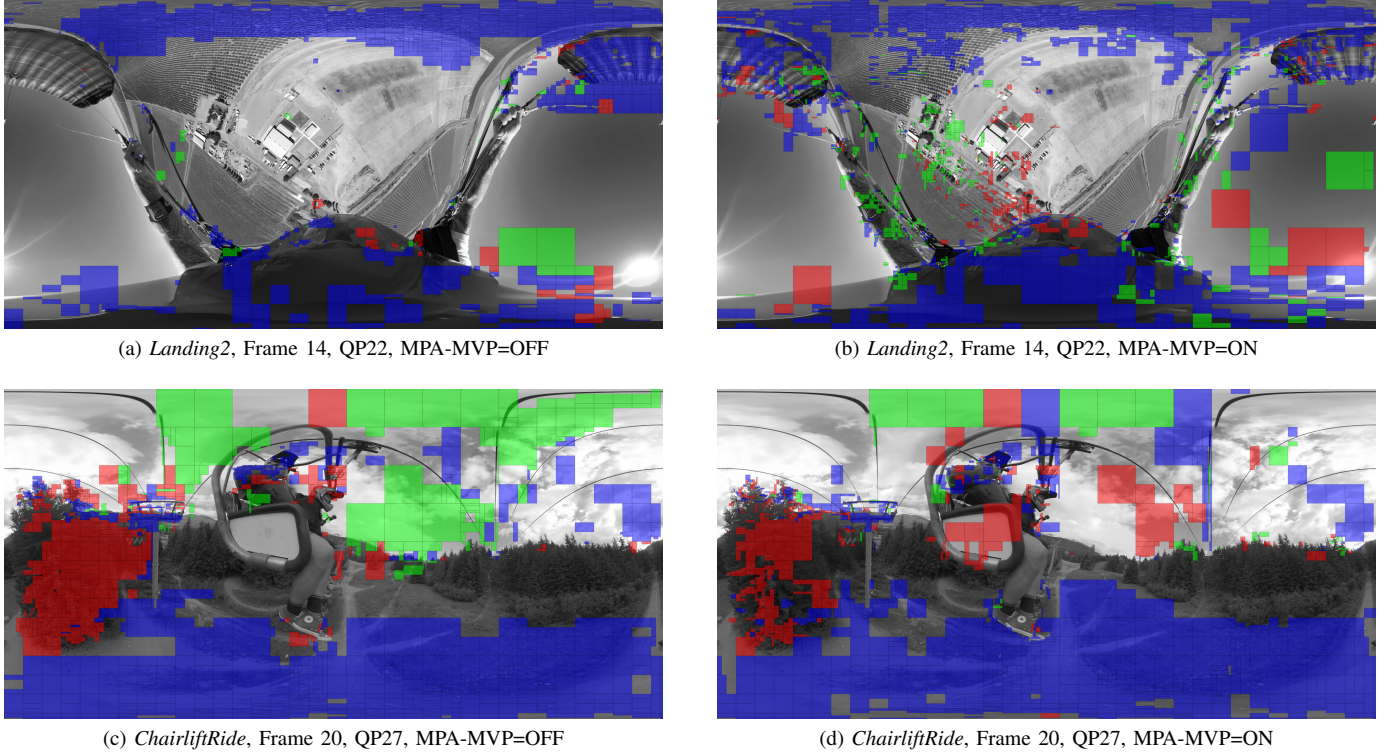 (a) Landing2, Frame 14, QP22, MPA-MVP=OFF
(b) Landing2, Frame 14, QP22, MPA-MVP=ON
(c) ChairliftRide, Frame 20, QP27, MPA-MVP=OFF
(d) ChairliftRide, Frame 20, QP27, MPA-MVP=ON